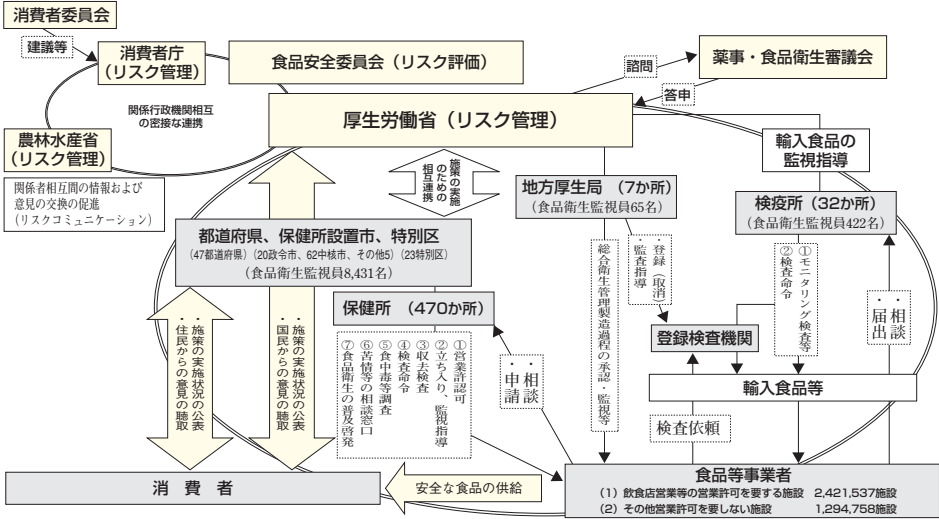 消費者委員会
建議等
消費者庁
（リスク管理）
食品安全委員会（リスク評価）
諮問
薬事・食品衛生審議会
答申
関係行政機関相互
の密接な連携
厚生労働省（リスク管理）
農林水産省
（リスク管理）
関係者相互間の情報および
意見の交換の促進
（リスクコミュニケーション）
施策の実施
のための
相互連携
輸入食品の
監視指導
地方厚生局（7か所）
（食品衛生監視員65名）
検疫所（32か所）
（食品衛生監視員422名）
都道府県、保健所設置市、特別区
（47都道府県）（20政令市、62中核市、その他5）（23特別区）
（食品衛生監視員8,431名）
保健所 （470か所）
・施策の実施状況の公表
・住民からの意見の聴取
・施策の実施状況の公表
・国民からの意見の聴取
①営業許認可
②立ち入り、監視指導
③収去検査
④検査命令
⑤食中毒等調査
⑥苦情等の相談窓口
⑦食品衛生の普及啓発
・相談
・申請
総合衛生管理製造過程の承認・監視等
・登録（取消）
・監査指導
登録検査機関
①モニタリング検査等
②検査命令
・相談
・届出
輸入食品等
検査依頼
消費者
安全な食品の供給
食品等事業者
（1）飲食店営業等の営業許可を要する施設 2,421,537施設
（2）その他営業許可を要しない施設 1,294,758施設